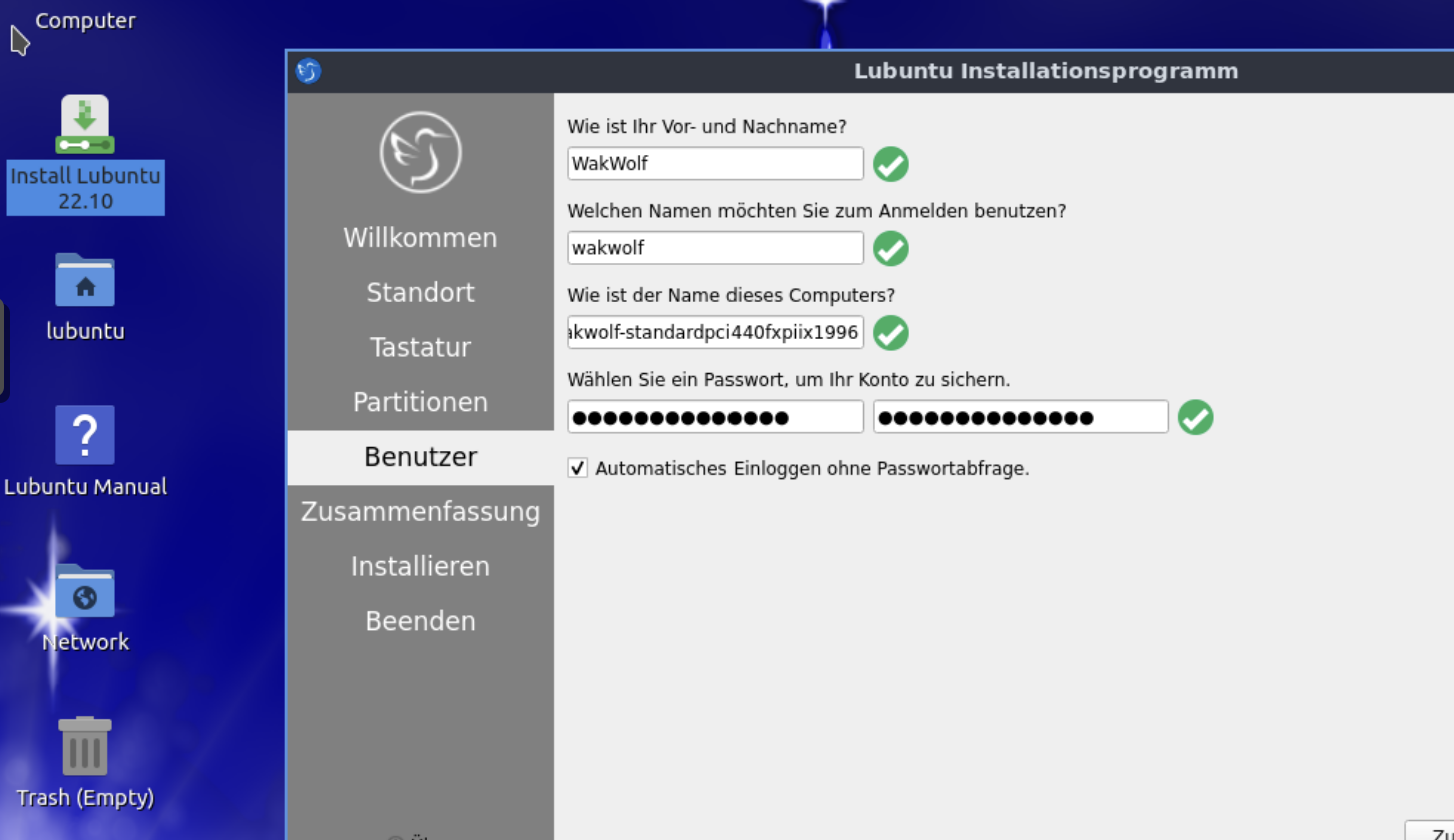 Computer
Install Lubuntu
22.10
lubuntu
Lubuntu Manual
Network
Trash (Empty)
Lubuntu Installationsprogramm
Willkommen
Standort
Tastatur
Partitionen
Benutzer
Zusammenfassung
Installieren
Beenden
Wie ist Ihr Vor- und Nachname?
WakWolf
Welchen Namen möchten Sie zum Anmelden benutzen?
wakwolf
Wie ist der Name dieses Computers?
akwolf-standardpci440fxpiix1996
Wählen Sie ein Passwort, um Ihr Konto zu sichern.
Automatisches Einloggen ohne Passwortabfrage.